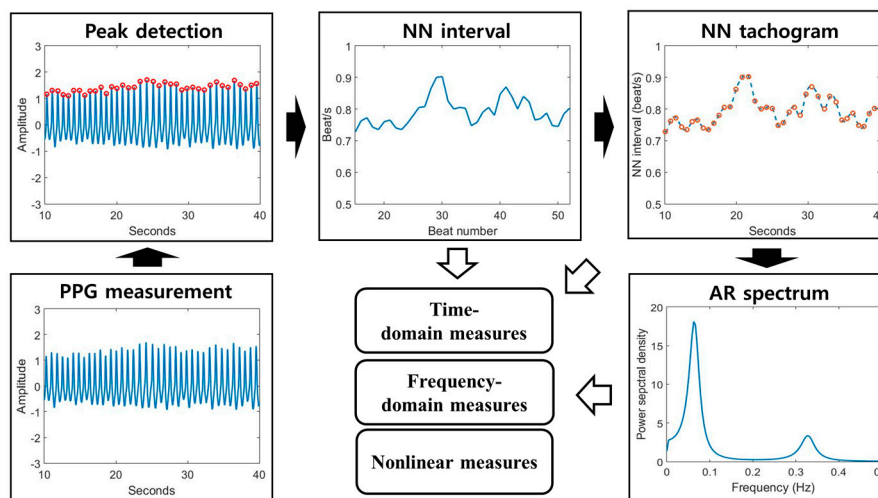 Peak detection
3
2
1
0
-1
-2
-3
Amplitude
10 20 30 40
Seconds
NN interval
1
0.9
0.8
0.7
0.6
0.5
Beat/s
20 30 40 50
Beat number
NN tachogram
1
0.9
0.8
0.7
0.6
0.5
NN interval (beat/s)
10 20 30 40
Seconds
PPG measurement
3
2
1
0
-1
-2
-3
Amplitude
10 20 30 40
Seconds
Time-
domain measures
Frequency-
domain measures
Nonlinear measures
AR spectrum
20
15
10
5
0
Power sepctral density
0 0.1 0.2 0.3 0.4
Frequency (Hz)